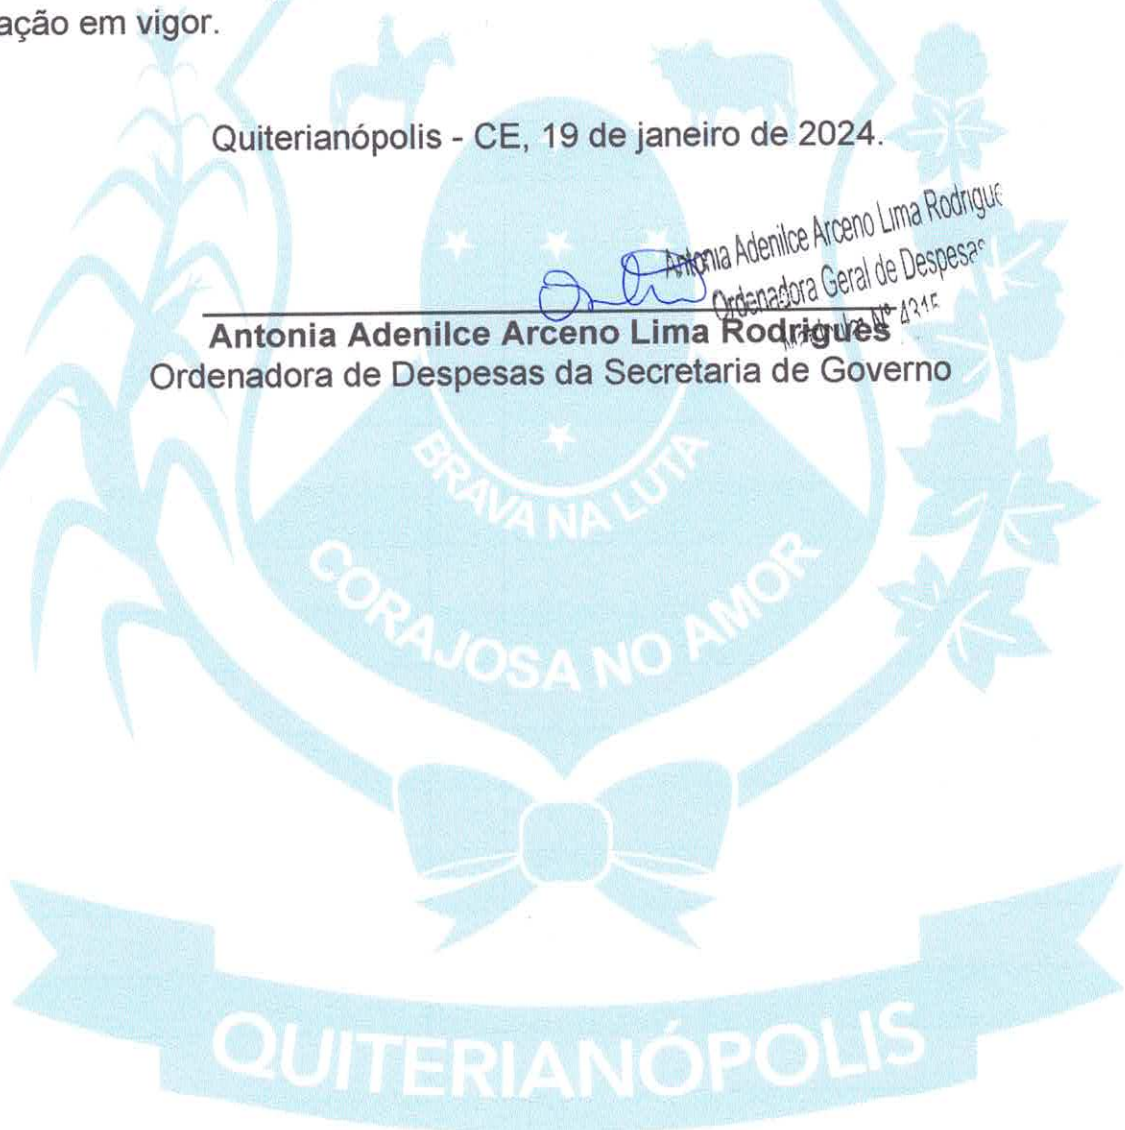 ação em vigor.
Quiterianópolis - CE, 19 de janeiro de 2024.
Antonia Adenilce Arceno Lima Rodrigue
Ordenadora Geral de Despesas
Nº 4315
Antonia Adenilce Arceno Lima Rodrigues
Ordenadora de Despesas da Secretaria de Governo
BRAVA NA LUTA
CORAJOSA NO AMOR
QUITERIANÓPOLIS